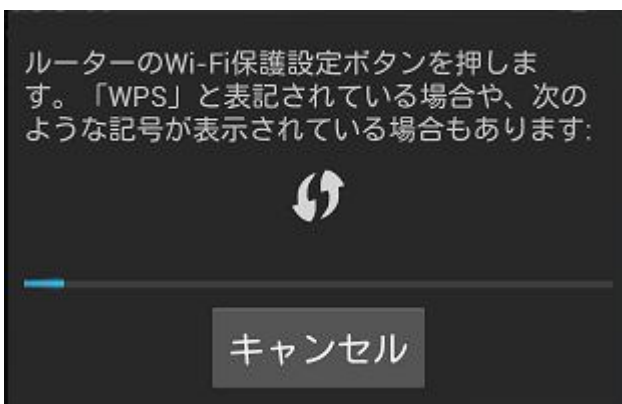 ルーターのWi-Fi保護設定ボタンを押しま
す。「WPS」と表記されている場合や、次の
ような記号が表示されている場合もあります:
キャンセル